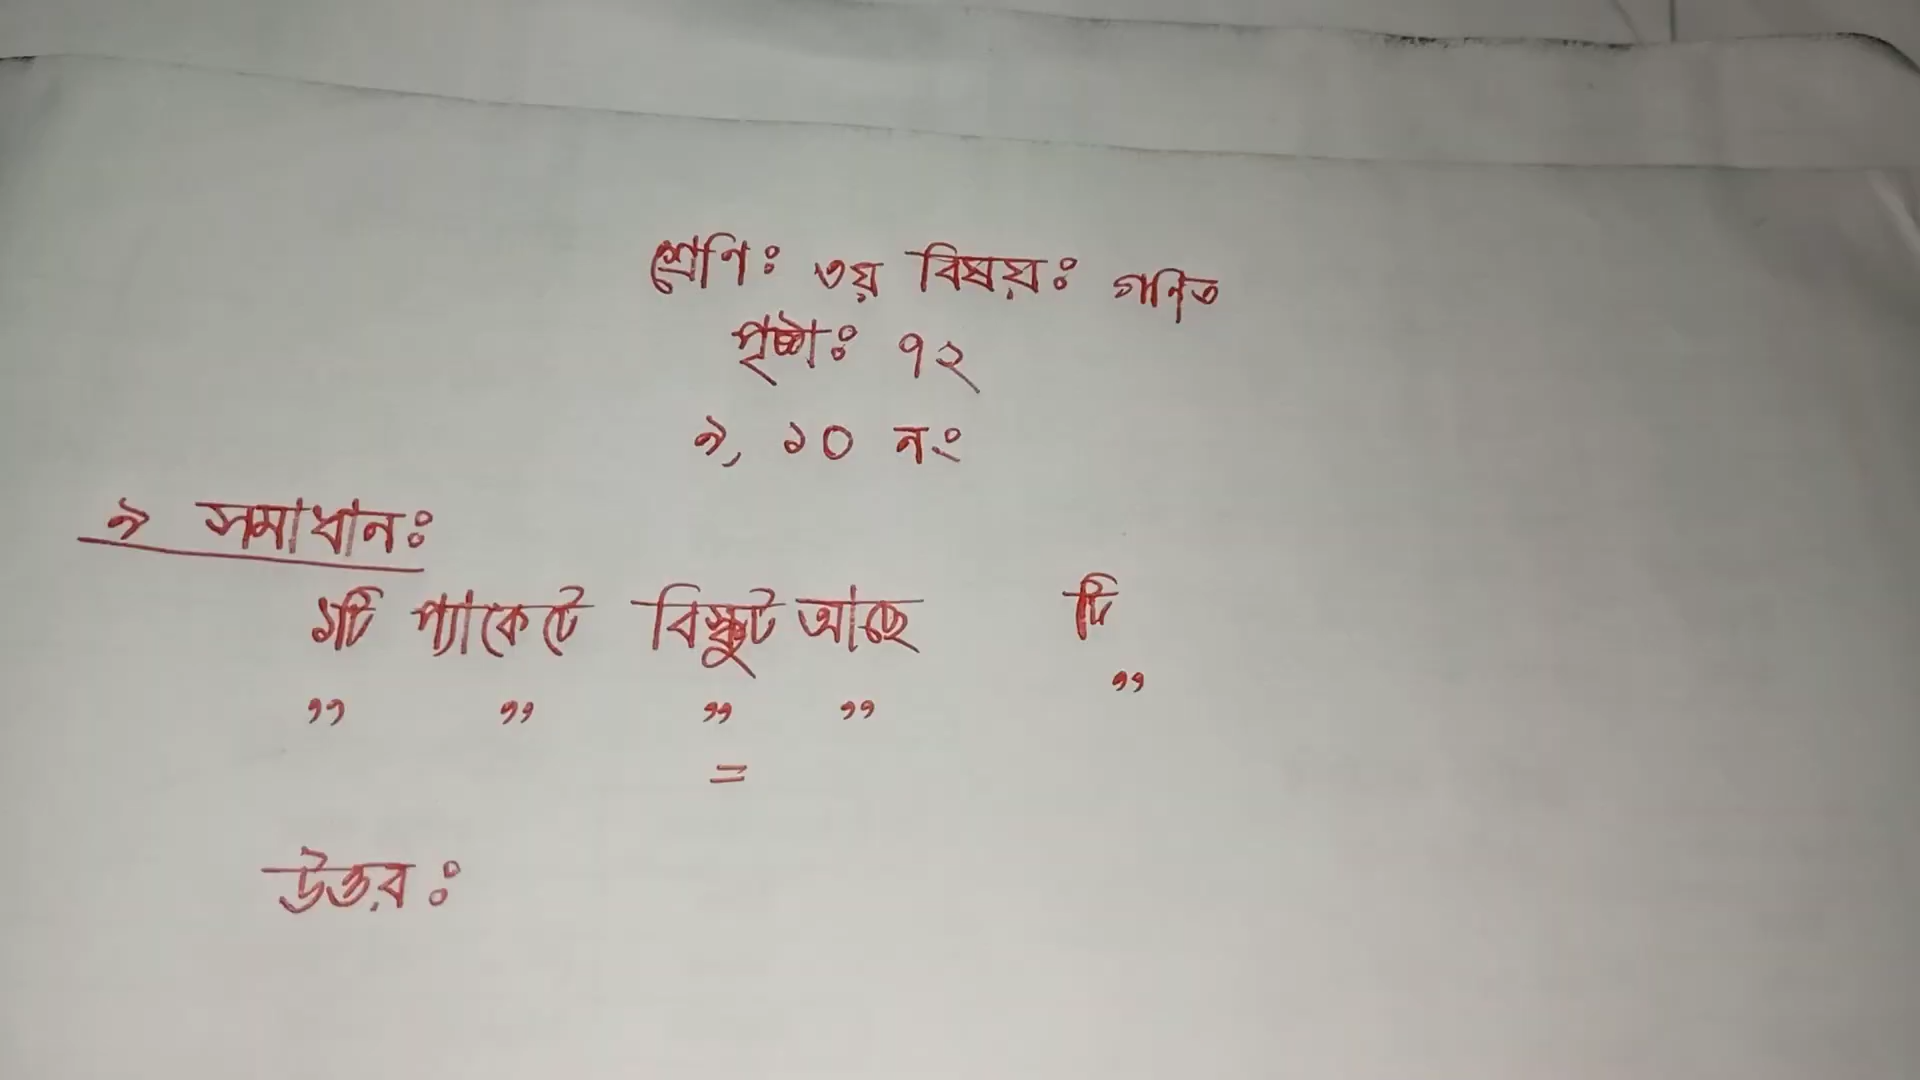 শ্রেণিঃ ৩য় বিষয়ঃ গনিত
পৃষ্ঠাঃ ৭২
৯, ১০ নং
৯ সমাধানঃ
১টি প্যাকেটে বিস্কুট আছে টি
,, ,, ,, ,, ,,
=
উত্তরঃ